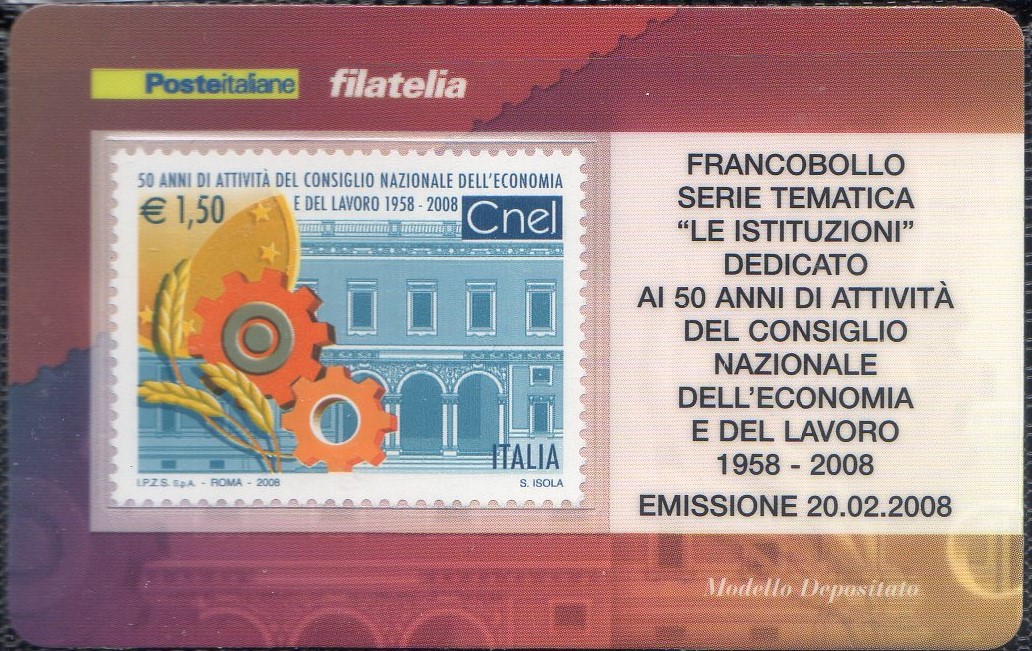 Posteitaliane filatelia
50 ANNI DI ATTIVITÀ DEL CONSIGLIO NAZIONALE DELL'ECONOMIA
E DEL LAVORO 1958 - 2008
€ 1,50
Cnel
ITALIA
I.P.Z.S. S.p.A. - ROMA - 2008
S. ISOLA
FRANCOBOLLO
SERIE TEMATICA
“LE ISTITUZIONI”
DEDICATO
AI 50 ANNI DI ATTIVITÀ
DEL CONSIGLIO
NAZIONALE
DELL'ECONOMIA
E DEL LAVORO
1958 - 2008
EMISSIONE 20.02.2008
Modello Depositato